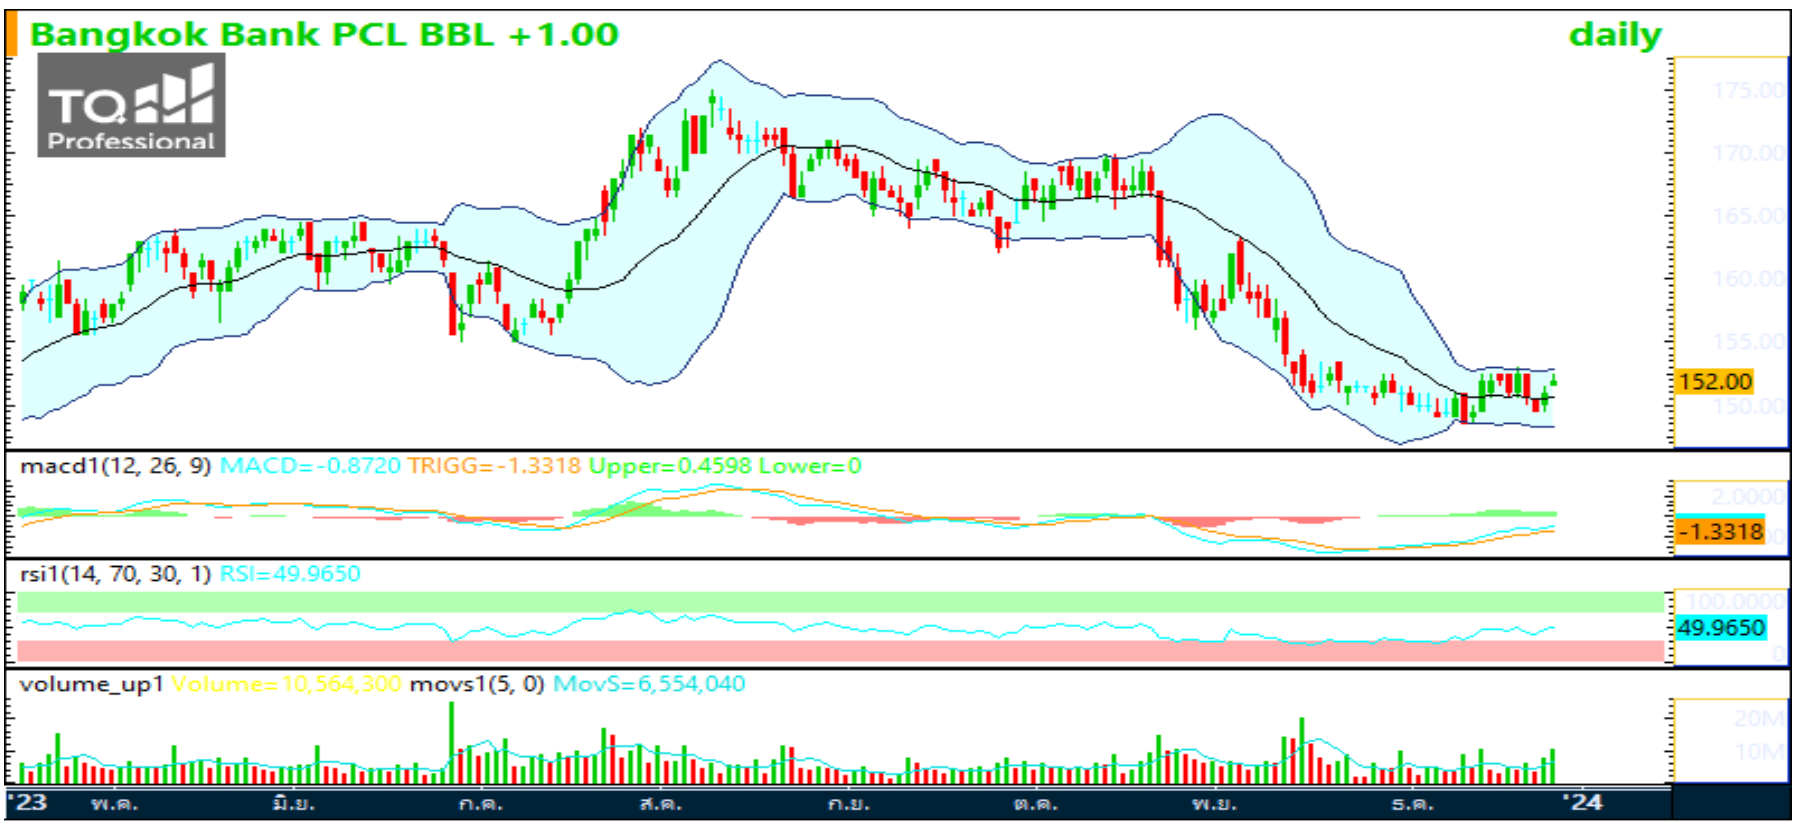 Bangkok Bank PCL BBL +1.00 daily
TQ
Professional
175.00
170.00
165.00
160.00
155.00
152.00
150.00
macd1(12, 26, 9) MACD=-0.8720 TRIGG=-1.3318 Upper=0.4598 Lower=0
2.0000
-1.3318
rsi1(14, 70, 30, 1) RSI=49.9650
100.0000
49.9650
0
volume_up1 Volume=10,564,300 movs1(5, 0) MovS=6,554,040
20M
10M
'23 พ.ค. มิ.ย. ก.ค. ส.ค. ก.ย. ต.ค. พ.ย. ธ.ค. '24